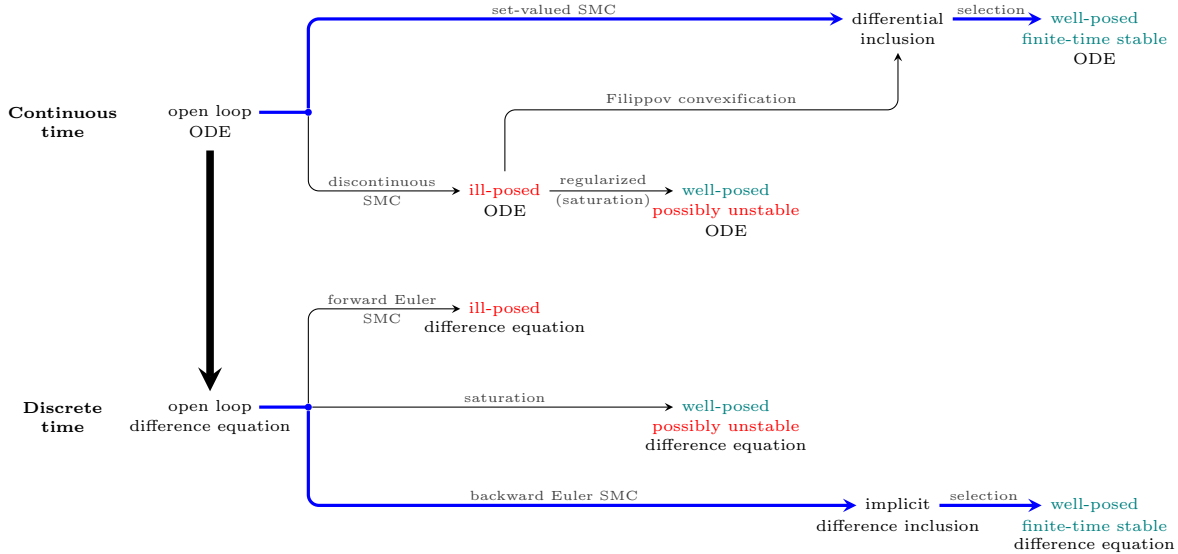 set-valued SMC
differential
inclusion
selection
well-posed
finite-time stable
ODE
Continuous
time
open loop
ODE
Filippov convexification
discontinuous
SMC
ill-posed
ODE
regularized
(saturation)
well-posed
possibly unstable
ODE
forward Euler
SMC
ill-posed
difference equation
Discrete
time
open loop
difference equation
saturation
well-posed
possibly unstable
difference equation
backward Euler SMC
implicit
difference inclusion
selection
well-posed
finite-time stable
difference equation